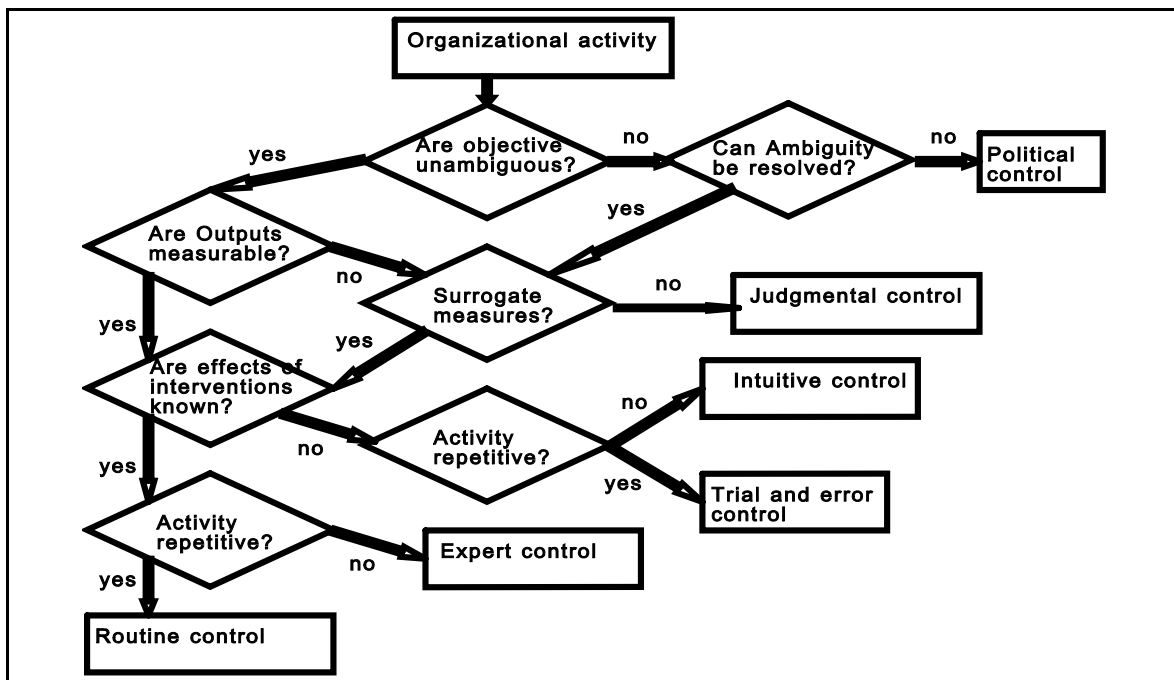 Organizational activity
no
no
Are objective
unambiguous?
Can Ambiguity
be resolved?
Political
control
yes
yes
Are Outputs
measurable?
no
Surrogate
measures?
no
Judgmental control
yes
yes
Are effects of
interventions
known?
Intuitive control
no
no
Activity
repetitive?
yes
yes
Trial and error
control
Activity
repetitive?
Expert control
no
yes
Routine control